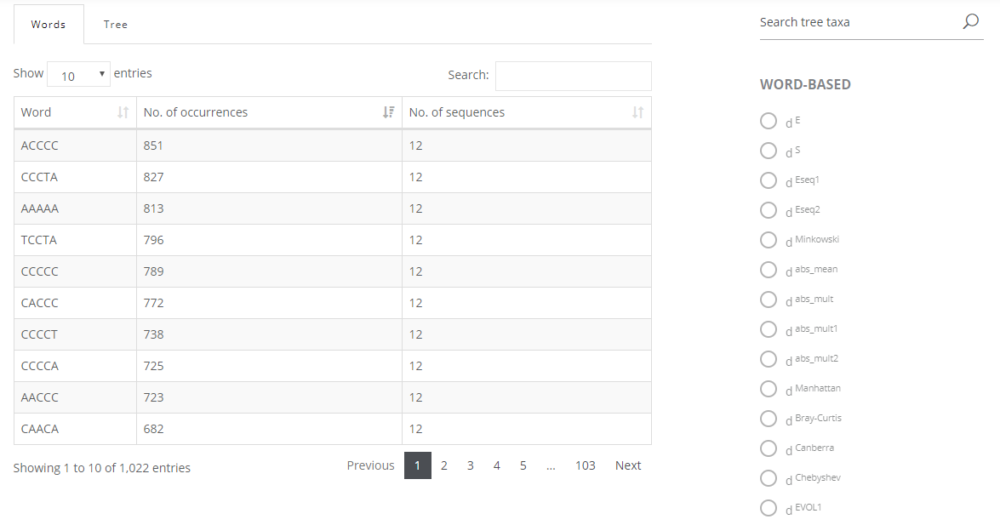 Words Tree
Show 10 entries Search:
Word No. of occurrences No. of sequences
ACCCC 851 12
CCCTA 827 12
AAAAA 813 12
TCCTA 796 12
CCCCC 789 12
CACCC 772 12
CCCCT 738 12
CCCCA 725 12
AACCC 723 12
CAACA 682 12
Showing 1 to 10 of 1,022 entries Previous 1 2 3 4 5 ... 103 Next
Search tree taxa
WORD-BASED
d E
d S
d Eseq1
d Eseq2
d Minkowski
d abs_mean
d abs_mult
d abs_mult1
d abs_mult2
d Manhattan
d Bray-Curtis
d Canberra
d Chebyshev
d EVOL1